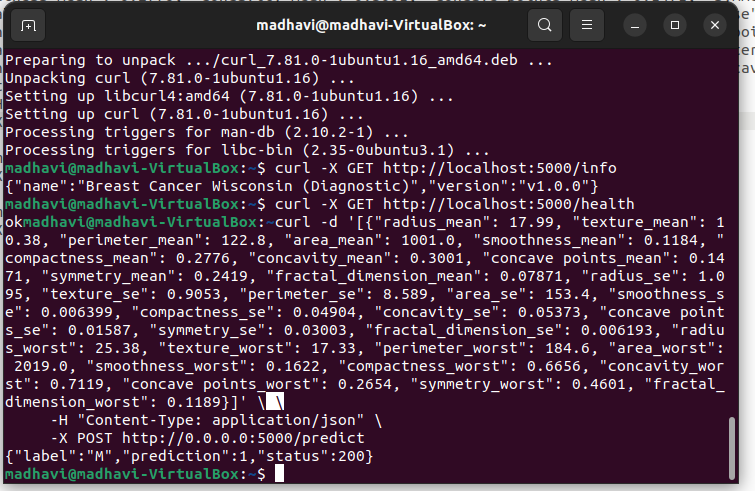 madhavi@madhavi-VirtualBox: ~
Preparing to unpack .../curl_7.81.0-1ubuntu1.16_amd64.deb ...
Unpacking curl (7.81.0-1ubuntu1.16) ...
Setting up libcurl4:amd64 (7.81.0-1ubuntu1.16) ...
Setting up curl (7.81.0-1ubuntu1.16) ...
Processing triggers for man-db (2.10.2-1) ...
Processing triggers for libc-bin (2.35-0ubuntu3.1) ...
madhavi@madhavi-VirtualBox:~$ curl -X GET http://localhost:5000/info
{"name":"Breast Cancer Wisconsin (Diagnostic)","version":"v1.0.0"}
madhavi@madhavi-VirtualBox:~$ curl -X GET http://localhost:5000/health
okmadhavi@madhavi-VirtualBox:~curl -d '[{"radius_mean": 17.99, "texture_mean": 1
0.38, "perimeter_mean": 122.8, "area_mean": 1001.0, "smoothness_mean": 0.1184, "
compactness_mean": 0.2776, "concavity_mean": 0.3001, "concave points_mean": 0.14
71, "symmetry_mean": 0.2419, "fractal_dimension_mean": 0.07871, "radius_se": 1.0
95, "texture_se": 0.9053, "perimeter_se": 8.589, "area_se": 153.4, "smoothness_s
e": 0.006399, "compactness_se": 0.04904, "concavity_se": 0.05373, "concave point
s_se": 0.01587, "symmetry_se": 0.03003, "fractal_dimension_se": 0.006193, "radiu
s_worst": 25.38, "texture_worst": 17.33, "perimeter_worst": 184.6, "area_worst":
 2019.0, "smoothness_worst": 0.1622, "compactness_worst": 0.6656, "concavity_wor
st": 0.7119, "concave points_worst": 0.2654, "symmetry_worst": 0.4601, "fractal_
dimension_worst": 0.1189}]' \ \
     -H "Content-Type: application/json" \
     -X POST http://0.0.0.0:5000/predict
{"label":"M","prediction":1,"status":200}
madhavi@madhavi-VirtualBox:~$